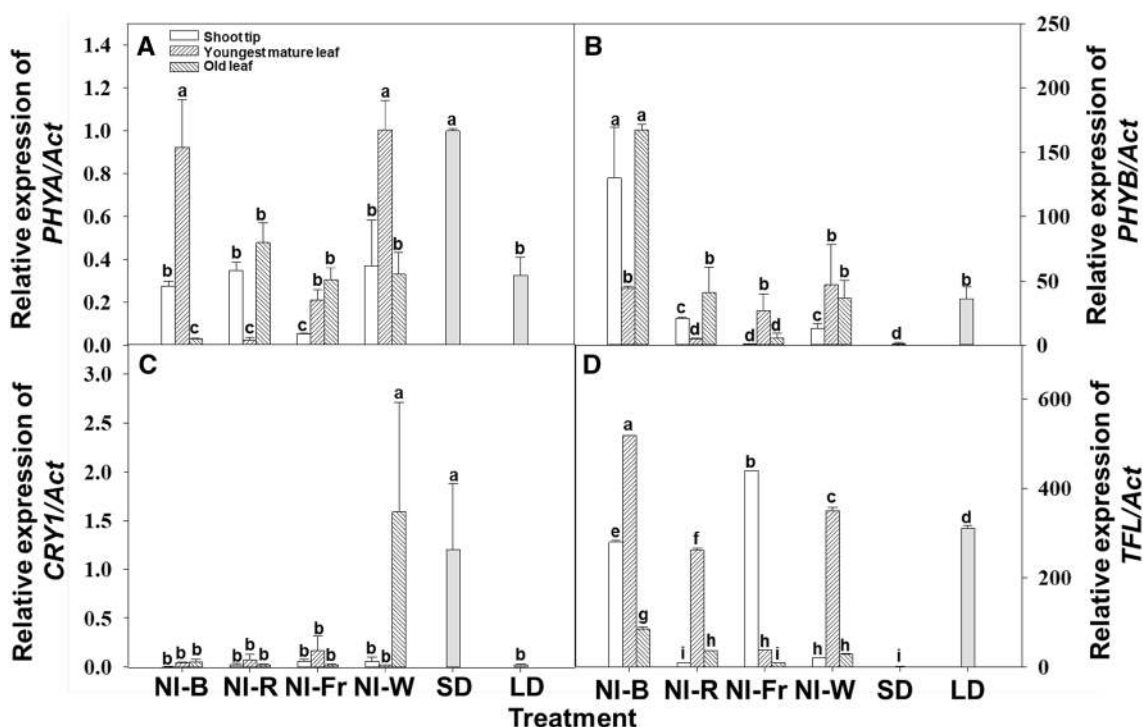 A
Shoot tip
Youngest mature leaf
Old leaf
Relative expression of
PHYA/Act
1.4
1.2
1.0
0.8
0.6
0.4
0.2
0.0
b a c b c b c b b b a b a b
B
Relative expression of
PHYB/Act
250
200
150
100
50
0
a b a c d b d b d c b b d b
C
Relative expression of
CRY1/Act
3.0
2.5
2.0
1.5
1.0
0.5
0.0
b b b b b b b b b b b a a b
D
Relative expression of
TFL/Act
600
400
200
0
e a g i f h b h i h c h i d
NI-B NI-R NI-Fr NI-W SD LD
NI-B NI-R NI-Fr NI-W SD LD
Treatment